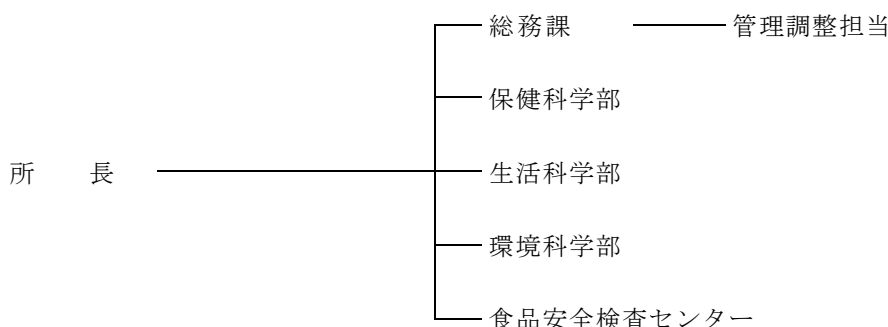 総務課 管理調整担当
保健科学部
所 長 生活科学部
環境科学部
食品安全検査センター